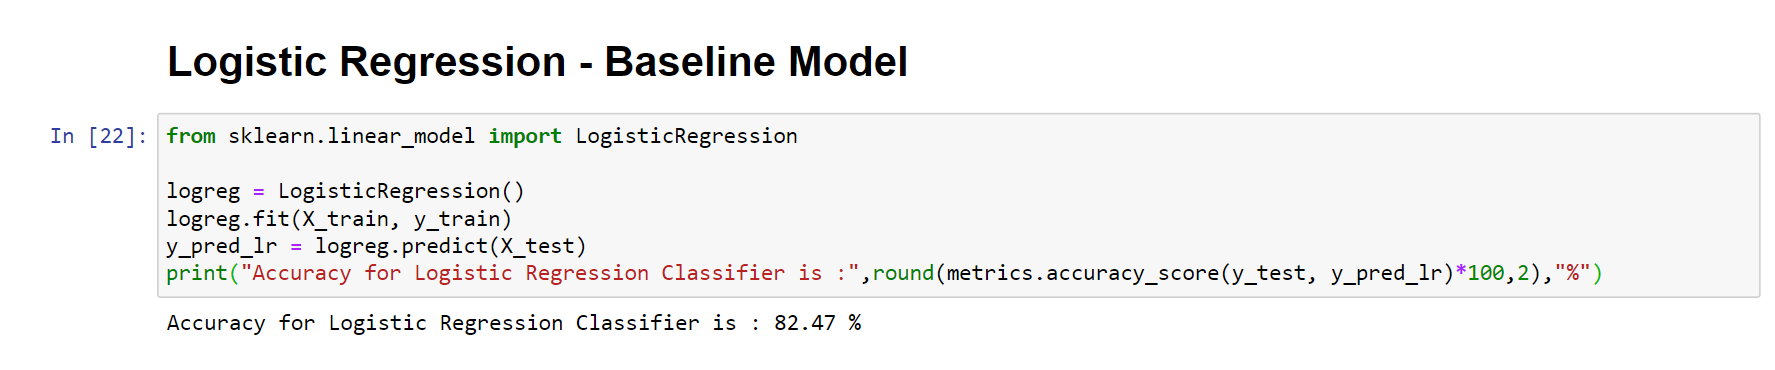 Logistic Regression - Baseline Model
In [22]:
from sklearn.linear_model import LogisticRegression
logreg = LogisticRegression()
logreg.fit(X_train, y_train)
y_pred_lr = logreg.predict(X_test)
print("Accuracy for Logistic Regression Classifier is :",round(metrics.accuracy_score(y_test, y_pred_lr)*100,2),"%")
Accuracy for Logistic Regression Classifier is : 82.47 %